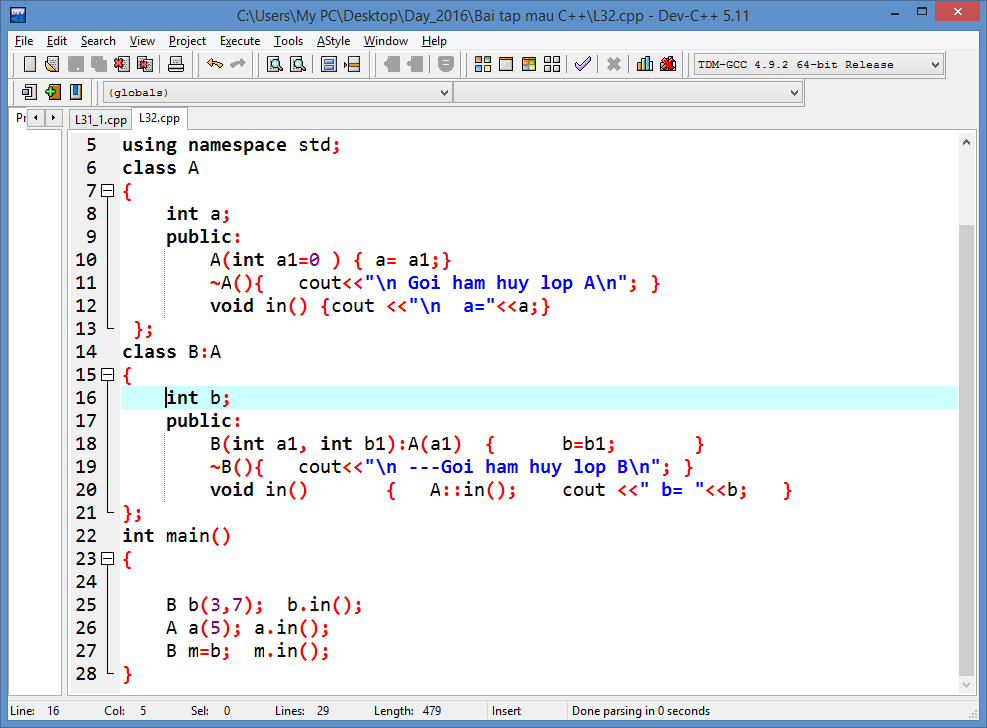 C:\Users\My PC\Desktop\Day_2016\Bai tap mau C++\L32.cpp - Dev-C++ 5.11
File Edit Search View Project Execute Tools AStyle Window Help
TDM-GCC 4.9.2 64-bit Release
(globals)
Pr L31_1.cpp L32.cpp
5 using namespace std;
6 class A
7 {
8 int a;
9 public:
10 A(int a1=0 ) { a= a1;}
11 ~A(){ cout<<"\n Goi ham huy lop A\n"; }
12 void in() {cout <<"\n a="<<a;}
13 };
14 class B:A
15 {
16 int b;
17 public:
18 B(int a1, int b1):A(a1) { b=b1; }
19 ~B(){ cout<<"\n ---Goi ham huy lop B\n"; }
20 void in() { A::in(); cout <<" b= "<<b; }
21 };
22 int main()
23 {
24
25 B b(3,7); b.in();
26 A a(5); a.in();
27 B m=b; m.in();
28 }
Line: 16 Col: 5 Sel: 0 Lines: 29 Length: 479 Insert Done parsing in 0 seconds